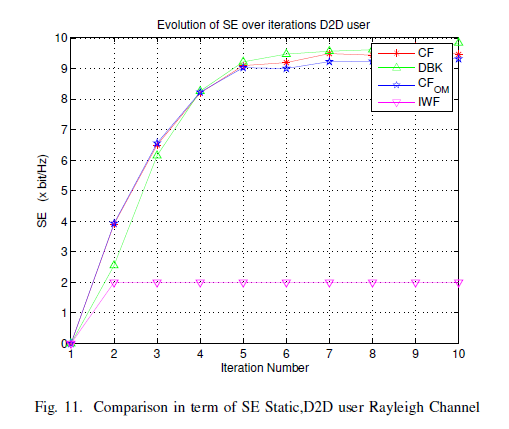 Evolution of SE over iterations D2D user
10
9
8
7
6
5
4
3
2
1
0
SE (x bit/Hz)
CF
DBK
CF_OM
IWF
1 2 3 4 5 6 7 8 9 10
Iteration Number
Fig. 11. Comparison in term of SE Static,D2D user Rayleigh Channel